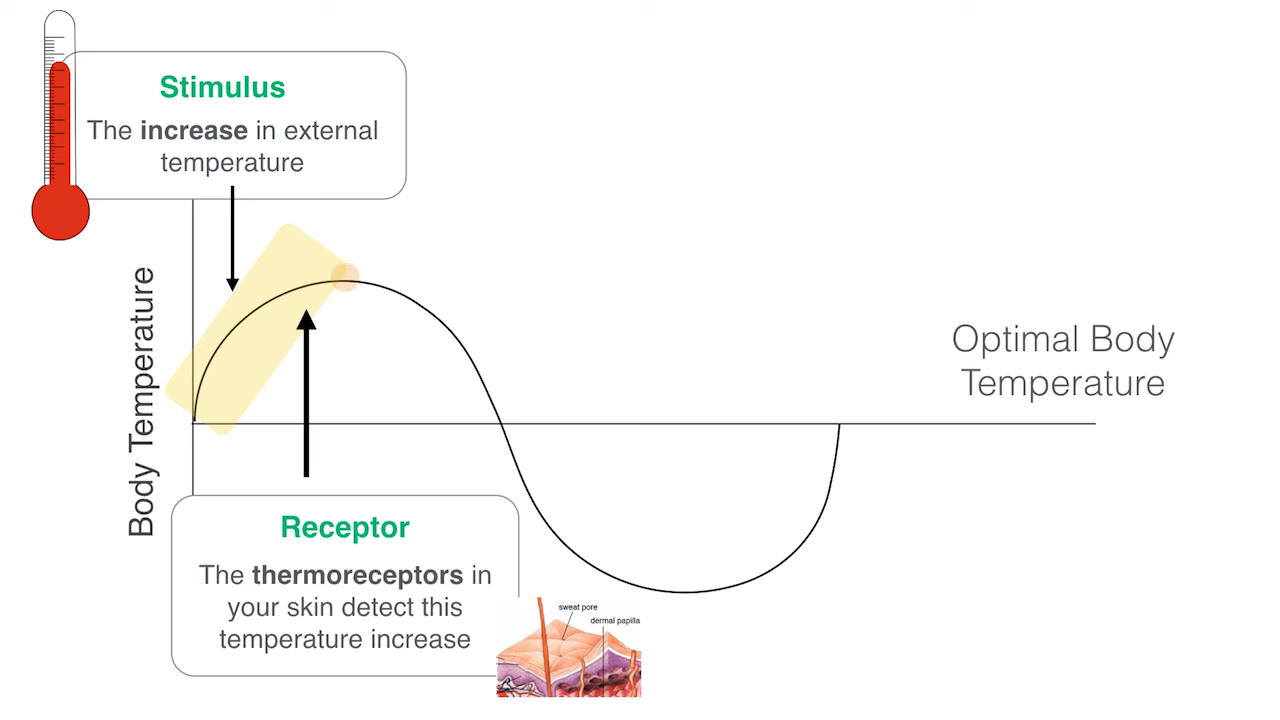 Stimulus
The increase in external
temperature
Body Temperature
Optimal Body
Temperature
Receptor
The thermoreceptors in
your skin detect this
temperature increase
sweat pore
dermal papilla